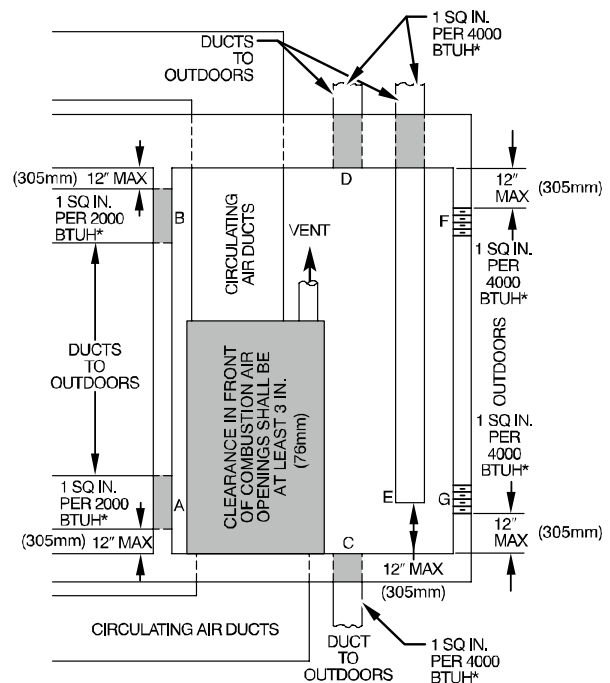 1 SQ IN.
PER 4000
BTUH*
DUCTS
TO
OUTDOORS
(305mm)
12″ MAX
1 SQ IN.
PER 2000
BTUH*
B
CIRCULATING
AIR DUCTS
VENT
D
12″
MAX
(305mm)
F
1 SQ IN.
PER
4000
BTUH*
DUCTS
TO
OUTDOORS
OUTDOORS
CLEARANCE IN FRONT
OF COMBUSTION AIR
OPENINGS SHALL BE
AT LEAST 3 IN.
(76mm)
1 SQ IN.
PER
4000
BTUH*
1 SQ IN.
PER 2000
BTUH*
A
E
G
(305mm)
12″ MAX
C
12″ MAX
(305mm)
12″
MAX
(305mm)
CIRCULATING AIR DUCTS
DUCT
TO
OUTDOORS
1 SQ IN.
PER 4000
BTUH*